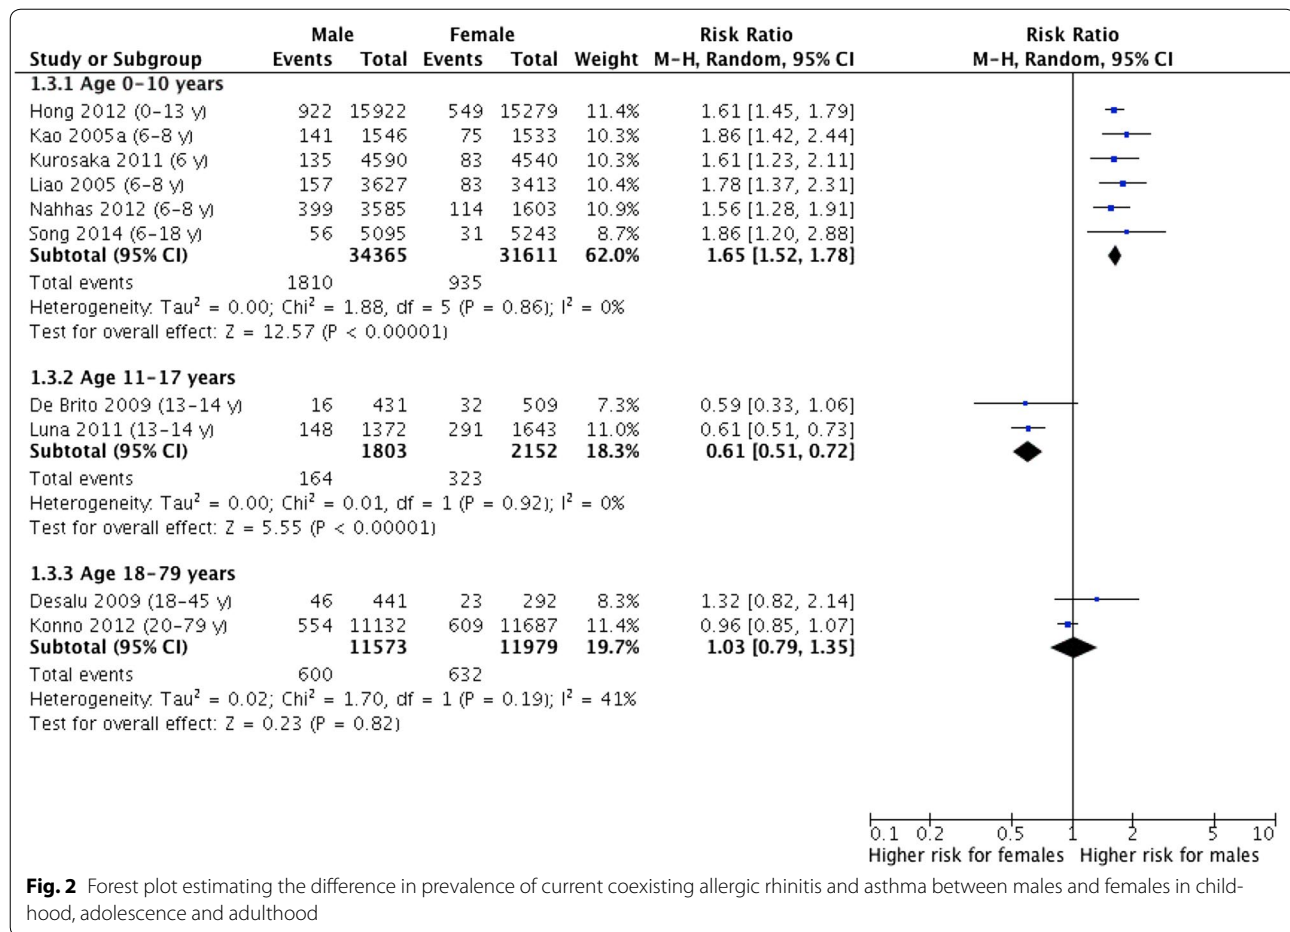 Male Female Risk Ratio Risk Ratio
Study or Subgroup Events Total Events Total Weight M-H, Random, 95% CI M-H, Random, 95% CI
1.3.1 Age 0-10 years
Hong 2012 (0-13 y) 922 15922 549 15279 11.4% 1.61 [1.45, 1.79]
Kao 2005a (6-8 y) 141 1546 75 1533 10.3% 1.86 [1.42, 2.44]
Kurosaka 2011 (6 y) 135 4590 83 4540 10.3% 1.61 [1.23, 2.11]
Liao 2005 (6-8 y) 157 3627 83 3413 10.4% 1.78 [1.37, 2.31]
Nahhas 2012 (6-8 y) 399 3585 114 1603 10.9% 1.56 [1.28, 1.91]
Song 2014 (6-18 y) 56 5095 31 5243 8.7% 1.86 [1.20, 2.88]
Subtotal (95% CI) 34365 31611 62.0% 1.65 [1.52, 1.78]
Total events 1810 935
Heterogeneity: Tau² = 0.00; Chi² = 1.88, df = 5 (P = 0.86); I² = 0%
Test for overall effect: Z = 12.57 (P < 0.00001)
1.3.2 Age 11-17 years
De Brito 2009 (13-14 y) 16 431 32 509 7.3% 0.59 [0.33, 1.06]
Luna 2011 (13-14 y) 148 1372 291 1643 11.0% 0.61 [0.51, 0.73]
Subtotal (95% CI) 1803 2152 18.3% 0.61 [0.51, 0.72]
Total events 164 323
Heterogeneity: Tau² = 0.00; Chi² = 0.01, df = 1 (P = 0.92); I² = 0%
Test for overall effect: Z = 5.55 (P < 0.00001)
1.3.3 Age 18-79 years
Desalu 2009 (18-45 y) 46 441 23 292 8.3% 1.32 [0.82, 2.14]
Konno 2012 (20-79 y) 554 11132 609 11687 11.4% 0.96 [0.85, 1.07]
Subtotal (95% CI) 11573 11979 19.7% 1.03 [0.79, 1.35]
Total events 600 632
Heterogeneity: Tau² = 0.02; Chi² = 1.70, df = 1 (P = 0.19); I² = 41%
Test for overall effect: Z = 0.23 (P = 0.82)
0.1 0.2 0.5 1 2 5 10
Higher risk for females Higher risk for males
Fig. 2 Forest plot estimating the difference in prevalence of current coexisting allergic rhinitis and asthma between males and females in child-
hood, adolescence and adulthood